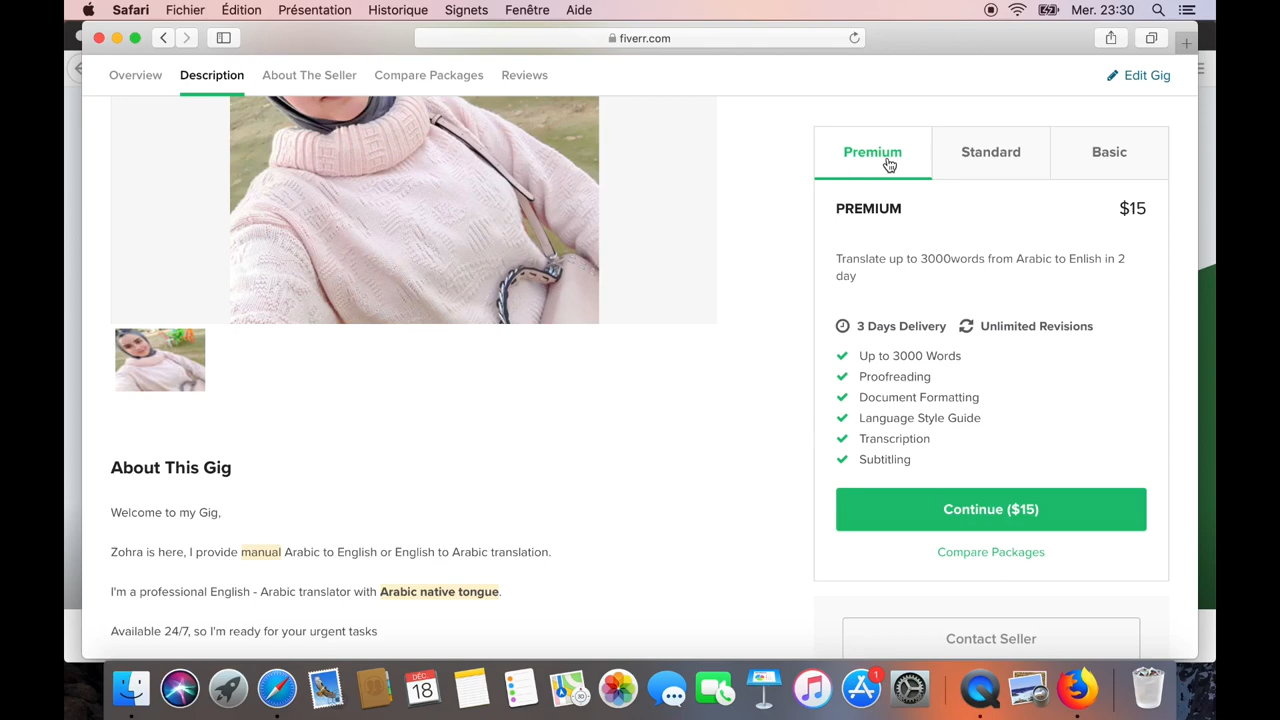 Safari Fichier Édition Présentation Historique Signets Fenêtre Aide Mer. 23:30
fiverr.com
Overview Description About The Seller Compare Packages Reviews Edit Gig
Premium Standard Basic
PREMIUM $15
Translate up to 3000words from Arabic to Enlish in 2
day
3 Days Delivery Unlimited Revisions
Up to 3000 Words
Proofreading
Document Formatting
Language Style Guide
Transcription
Subtitling
Continue ($15)
Compare Packages
Contact Seller
About This Gig
Welcome to my Gig,
Zohra is here, I provide manual Arabic to English or English to Arabic translation.
I'm a professional English - Arabic translator with Arabic native tongue.
Available 24/7, so I'm ready for your urgent tasks
DÉC
18
1